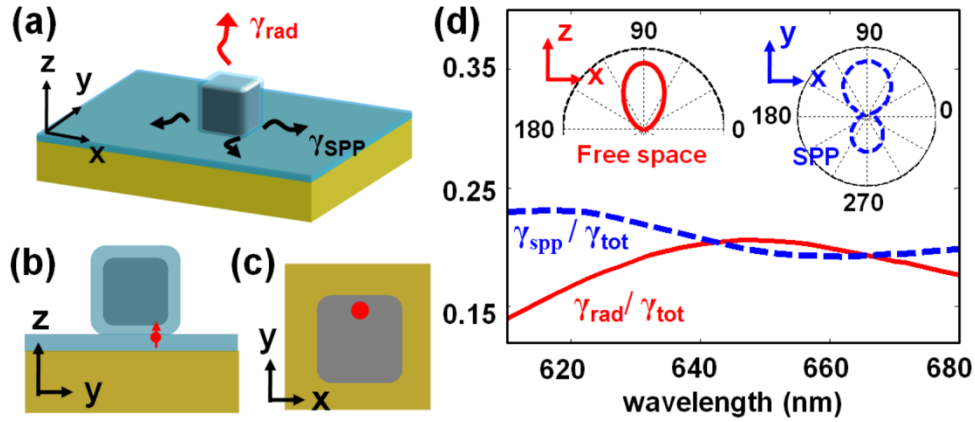 (a)
γrad
z
y
x
γSPP
(b)
z
y
(c)
y
x
(d)
0.35
0.25
0.15
z
x
90
180
0
Free space
y
x
90
0
SPP
270
γspp / γtot
γrad / γtot
620
640
660
680
wavelength (nm)